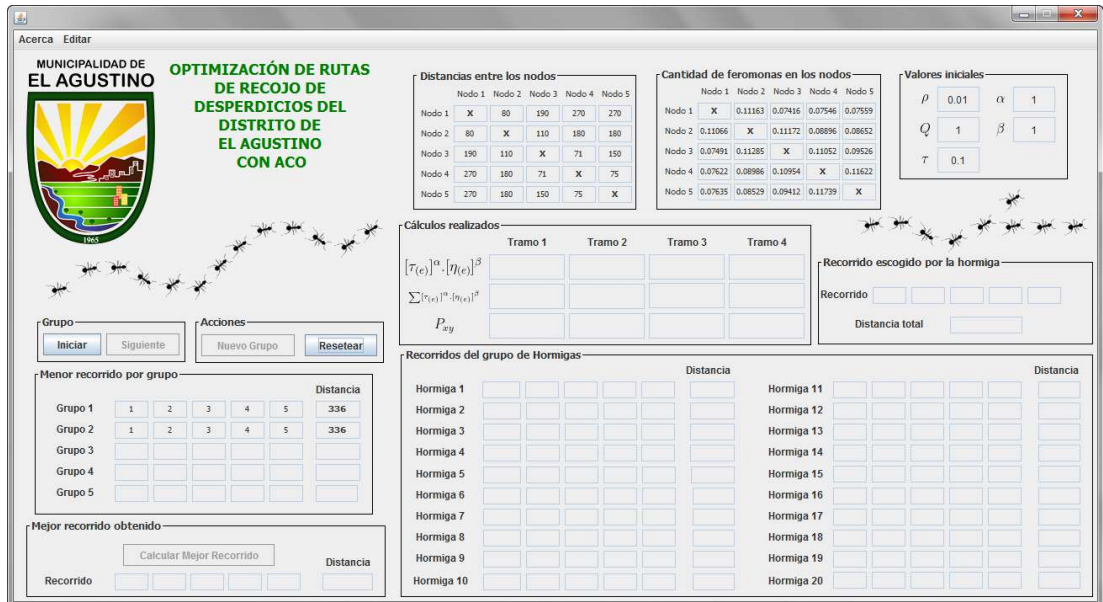 Acerca Editar
MUNICIPALIDAD DE
EL AGUSTINO
1965
OPTIMIZACIÓN DE RUTAS
DE RECOJO DE
DESPERDICIOS DEL
DISTRITO DE
EL AGUSTINO
CON ACO
Distancias entre los nodos
Nodo 1 Nodo 2 Nodo 3 Nodo 4 Nodo 5
Nodo 1 X 80 190 270 270
Nodo 2 80 X 110 180 180
Nodo 3 190 110 X 71 150
Nodo 4 270 180 71 X 75
Nodo 5 270 180 150 75 X
Cantidad de feromonas en los nodos
Nodo 1 Nodo 2 Nodo 3 Nodo 4 Nodo 5
Nodo 1 X 0.11163 0.07416 0.07546 0.07559
Nodo 2 0.11066 X 0.11172 0.08896 0.08652
Nodo 3 0.07491 0.11285 X 0.11052 0.09526
Nodo 4 0.07622 0.08986 0.10954 X 0.11622
Nodo 5 0.07635 0.08529 0.09412 0.11739 X
Valores iniciales
ρ 0.01 α 1
Q 1 β 1
τ 0.1
Cálculos realizados
Tramo 1 Tramo 2 Tramo 3 Tramo 4
[τ(e)]^α.[η(e)]^β
∑[τ(e)]^α.[η(e)]^β
Pxy
Recorrido escogido por la hormiga
Recorrido
Distancia total
Grupo
Iniciar Siguiente
Acciones
Nuevo Grupo Resetear
Menor recorrido por grupo
Distancia
Grupo 1 1 2 3 4 5 336
Grupo 2 1 2 3 4 5 336
Grupo 3
Grupo 4
Grupo 5
Mejor recorrido obtenido
Calcular Mejor Recorrido
Distancia
Recorrido
Recorridos del grupo de Hormigas
Distancia
Hormiga 1
Hormiga 2
Hormiga 3
Hormiga 4
Hormiga 5
Hormiga 6
Hormiga 7
Hormiga 8
Hormiga 9
Hormiga 10
Distancia
Hormiga 11
Hormiga 12
Hormiga 13
Hormiga 14
Hormiga 15
Hormiga 16
Hormiga 17
Hormiga 18
Hormiga 19
Hormiga 20